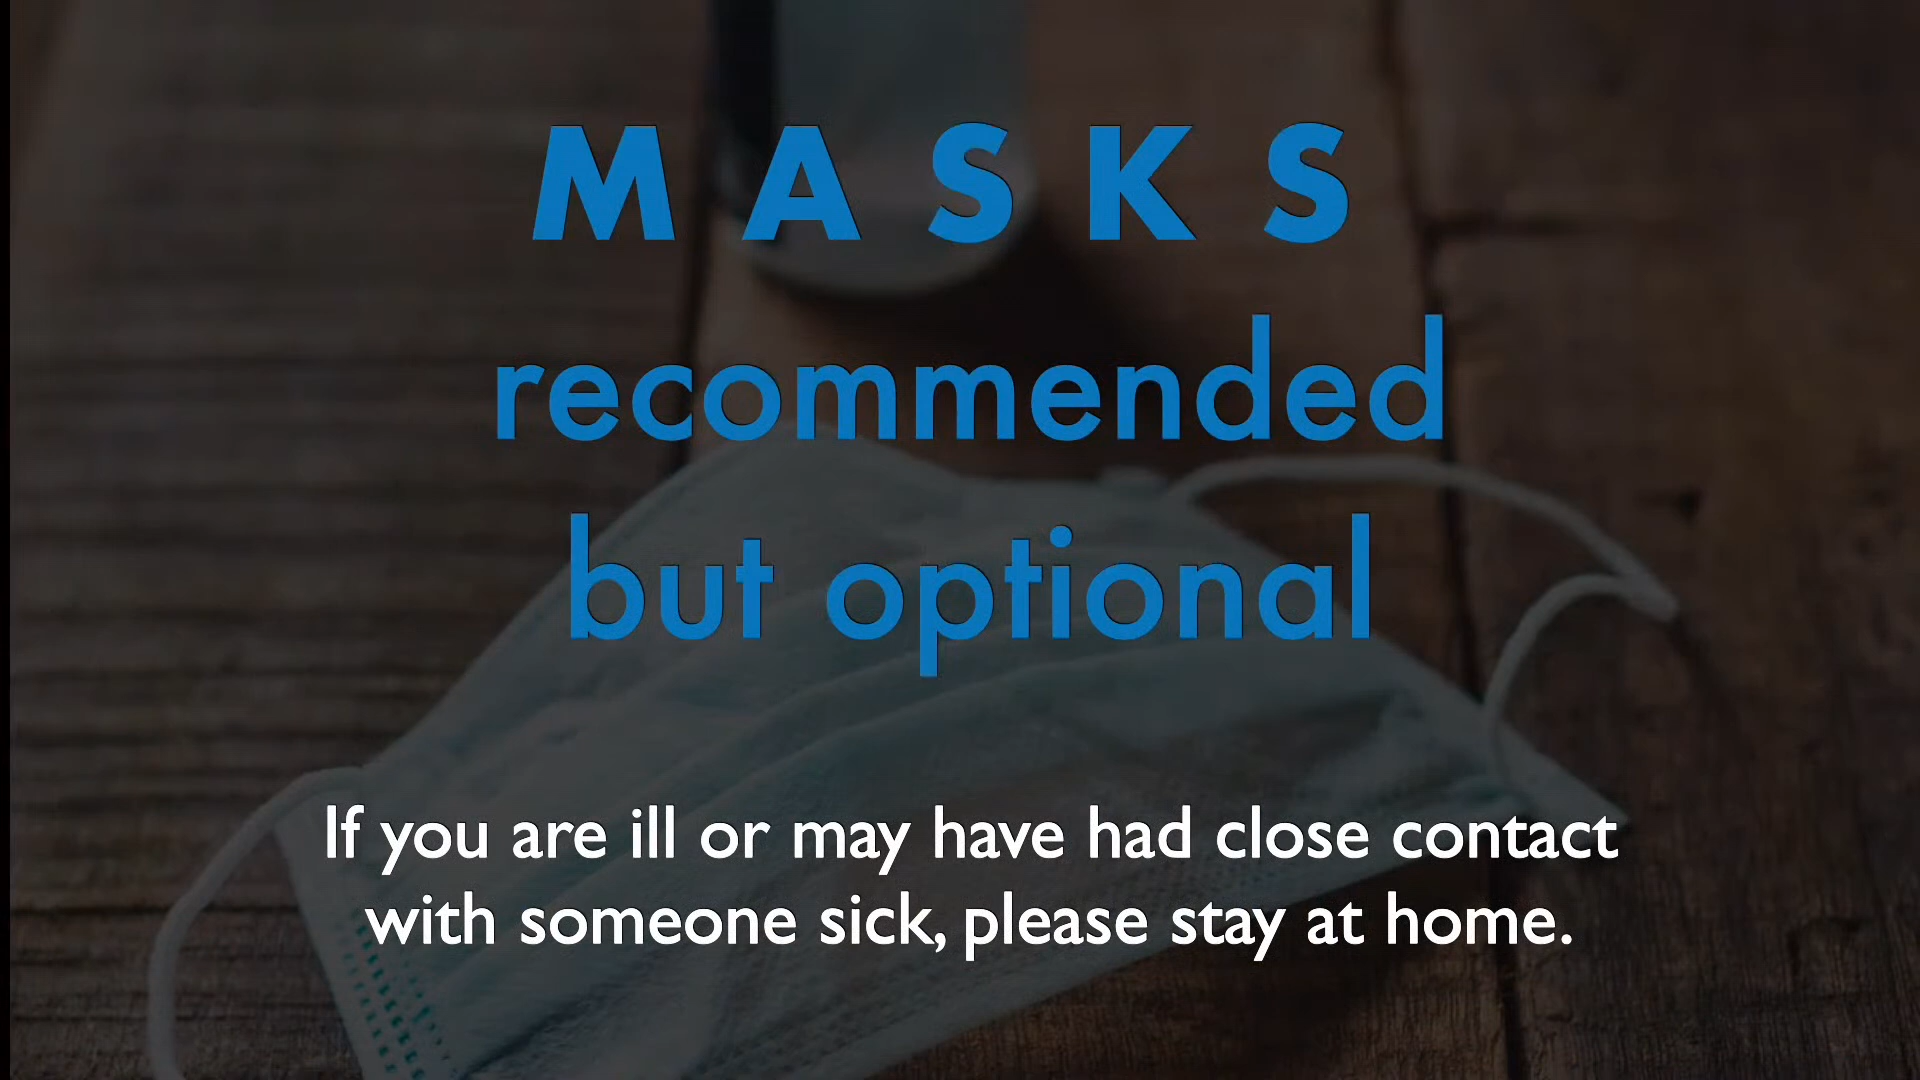 MASKS
recommended
but optional
If you are ill or may have had close contact
with someone sick, please stay at home.